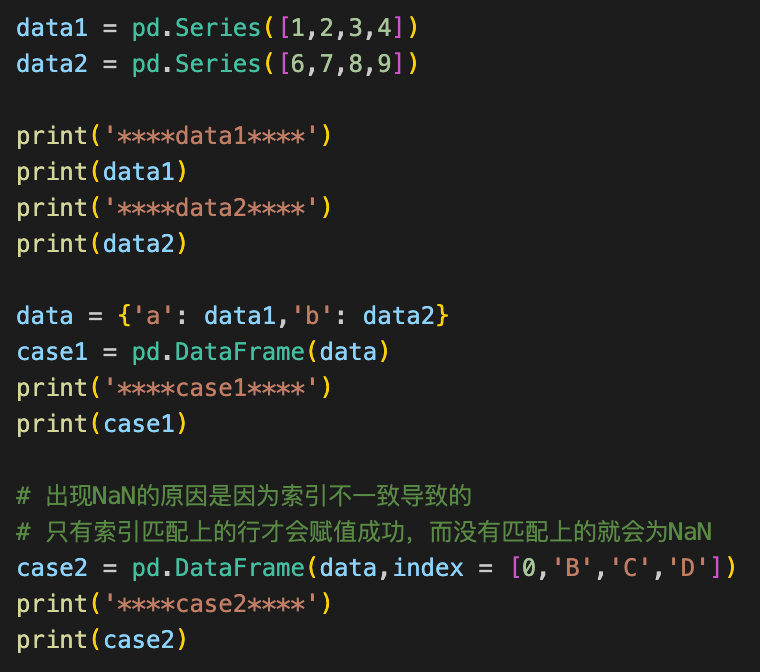 data1 = pd.Series([1,2,3,4])
data2 = pd.Series([6,7,8,9])
print('****data1****')
print(data1)
print('****data2****')
print(data2)
data = {'a': data1,'b': data2}
case1 = pd.DataFrame(data)
print('****case1****')
print(case1)
# 出现NaN的原因是因为索引不一致导致的
# 只有索引匹配上的行才会赋值成功，而没有匹配上的就会为NaN
case2 = pd.DataFrame(data,index = [0,'B','C','D'])
print('****case2****')
print(case2)